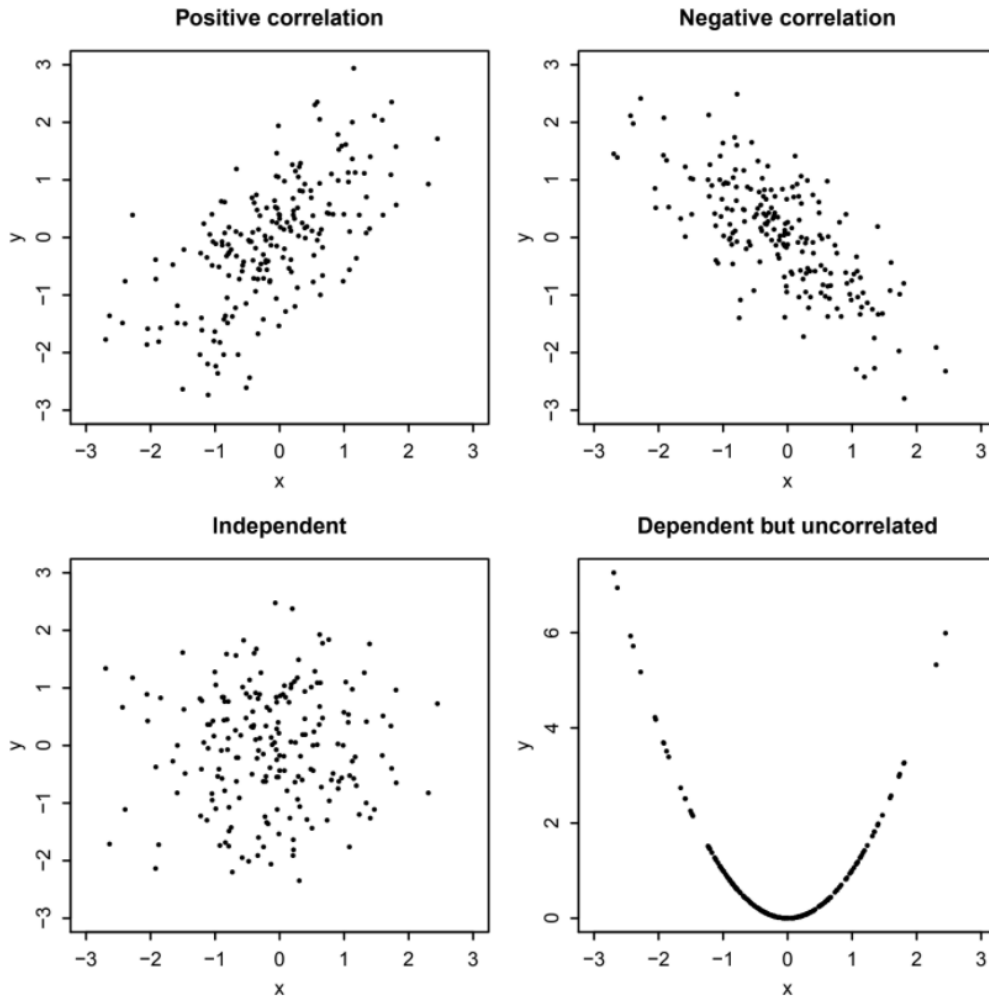 Positive correlation
y
3
2
1
0
−1
−2
−3
−3 −2 −1 0 1 2 3
x
Negative correlation
y
3
2
1
0
−1
−2
−3
−3 −2 −1 0 1 2 3
x
Independent
y
3
2
1
0
−1
−2
−3
−3 −2 −1 0 1 2 3
x
Dependent but uncorrelated
y
6
4
2
0
−3 −2 −1 0 1 2 3
x